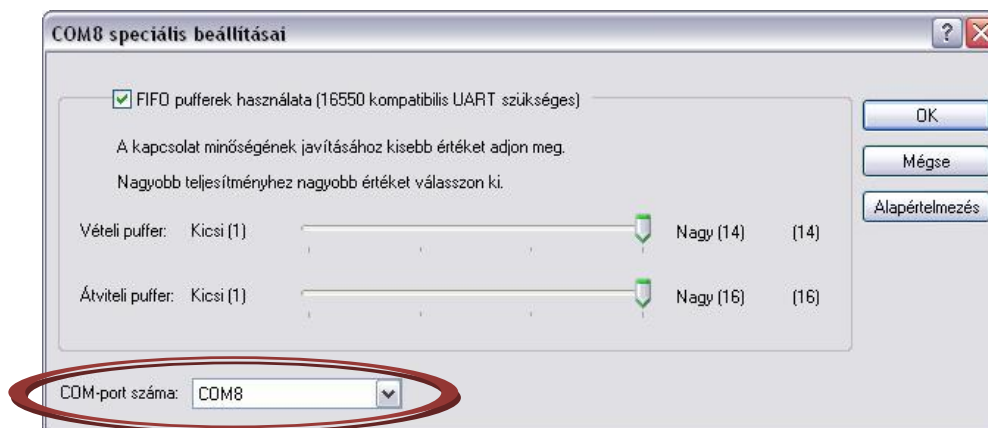 COM8 speciális beállításai
FIFO pufferek használata (16550 kompatibilis UART szükséges)
OK
A kapcsolat minőségének javításához kisebb értéket adjon meg.
Mégse
Nagyobb teljesítményhez nagyobb értéket válasszon ki.
Alapértelmezés
Vételi puffer: Kicsi (1) Nagy (14) (14)
Átviteli puffer: Kicsi (1) Nagy (16) (16)
COM-port száma: COM8